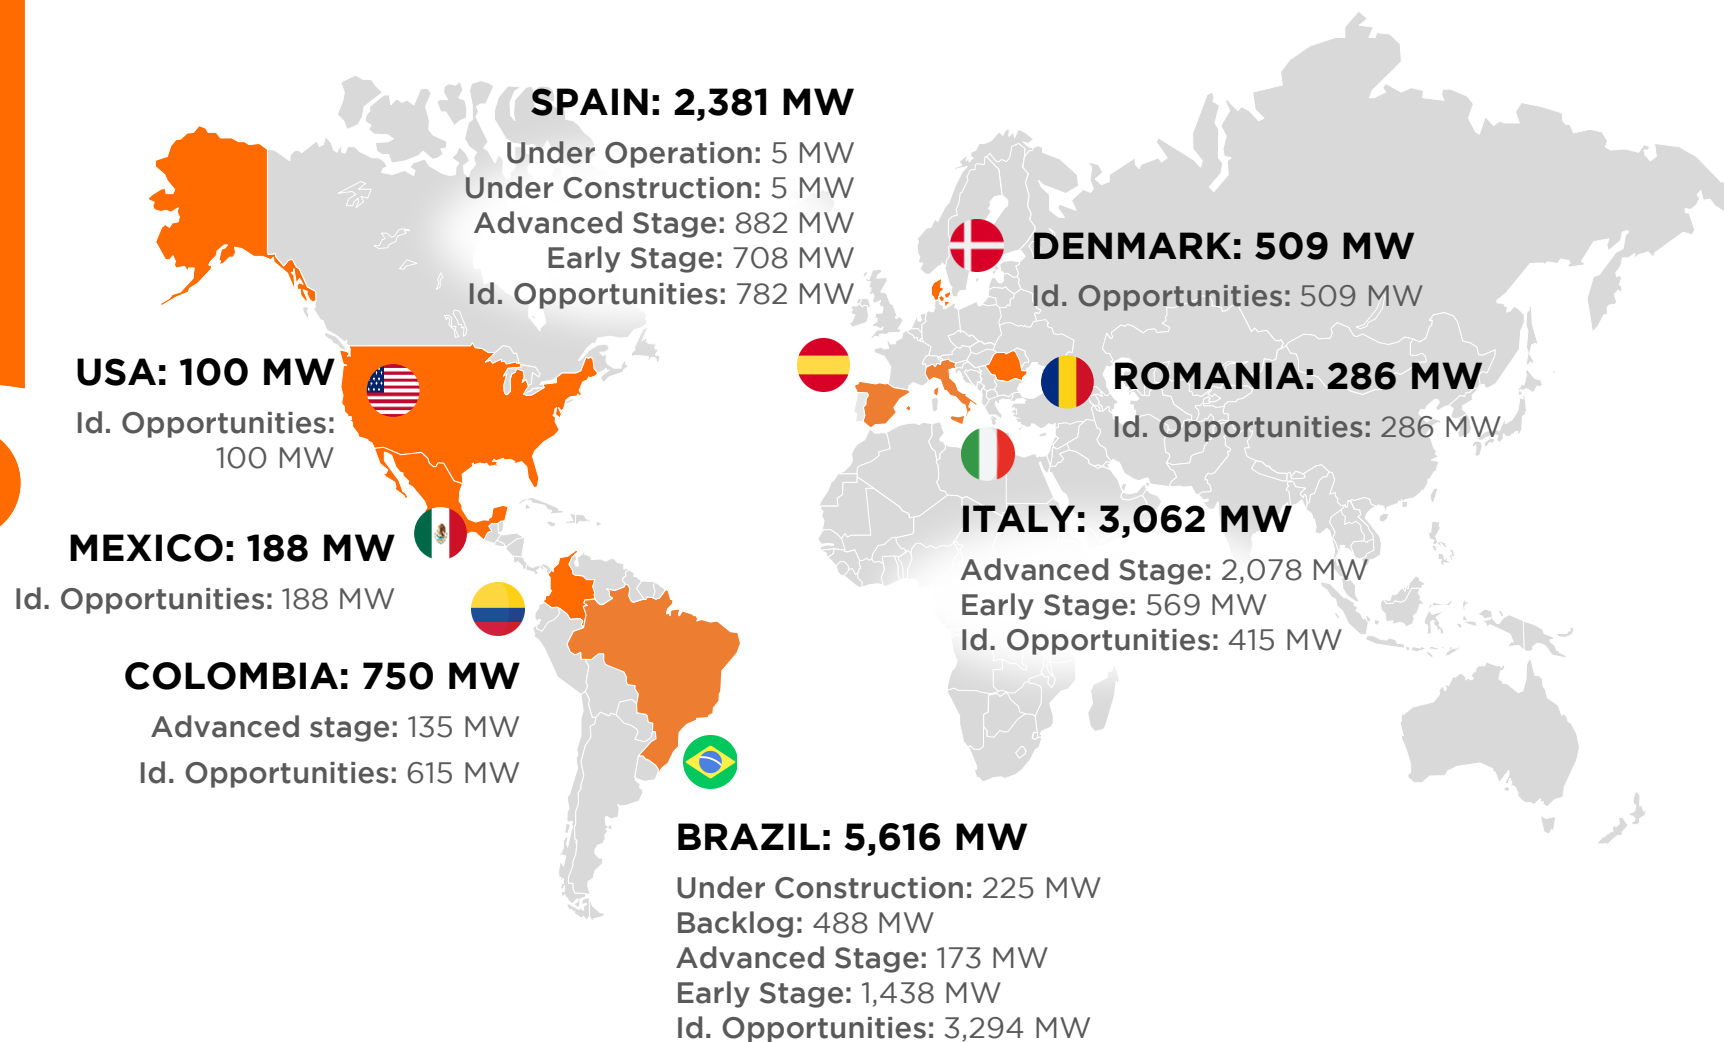 SPAIN: 2,381 MW
Under Operation: 5 MW
Under Construction: 5 MW
Advanced Stage: 882 MW
Early Stage: 708 MW
Id. Opportunities: 782 MW
DENMARK: 509 MW
Id. Opportunities: 509 MW
USA: 100 MW
Id. Opportunities:
100 MW
ROMANIA: 286 MW
Id. Opportunities: 286 MW
MEXICO: 188 MW
Id. Opportunities: 188 MW
ITALY: 3,062 MW
Advanced Stage: 2,078 MW
Early Stage: 569 MW
Id. Opportunities: 415 MW
COLOMBIA: 750 MW
Advanced stage: 135 MW
Id. Opportunities: 615 MW
BRAZIL: 5,616 MW
Under Construction: 225 MW
Backlog: 488 MW
Advanced Stage: 173 MW
Early Stage: 1,438 MW
Id. Opportunities: 3,294 MW